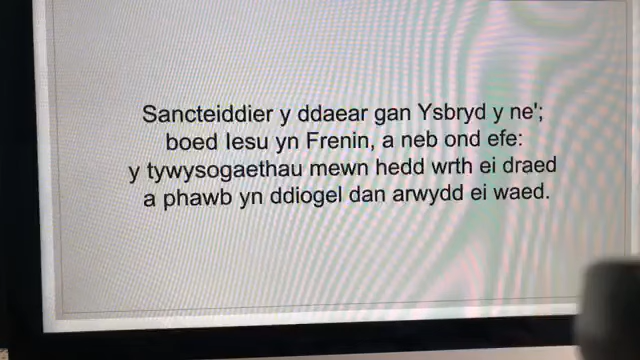 Sancteiddier y ddaear gan Ysbryd y ne';
boed Iesu yn Frenin, a neb ond efe:
y tywysogaethau mewn hedd wrth ei draed
a phawb yn ddiogel dan arwydd ei waed.